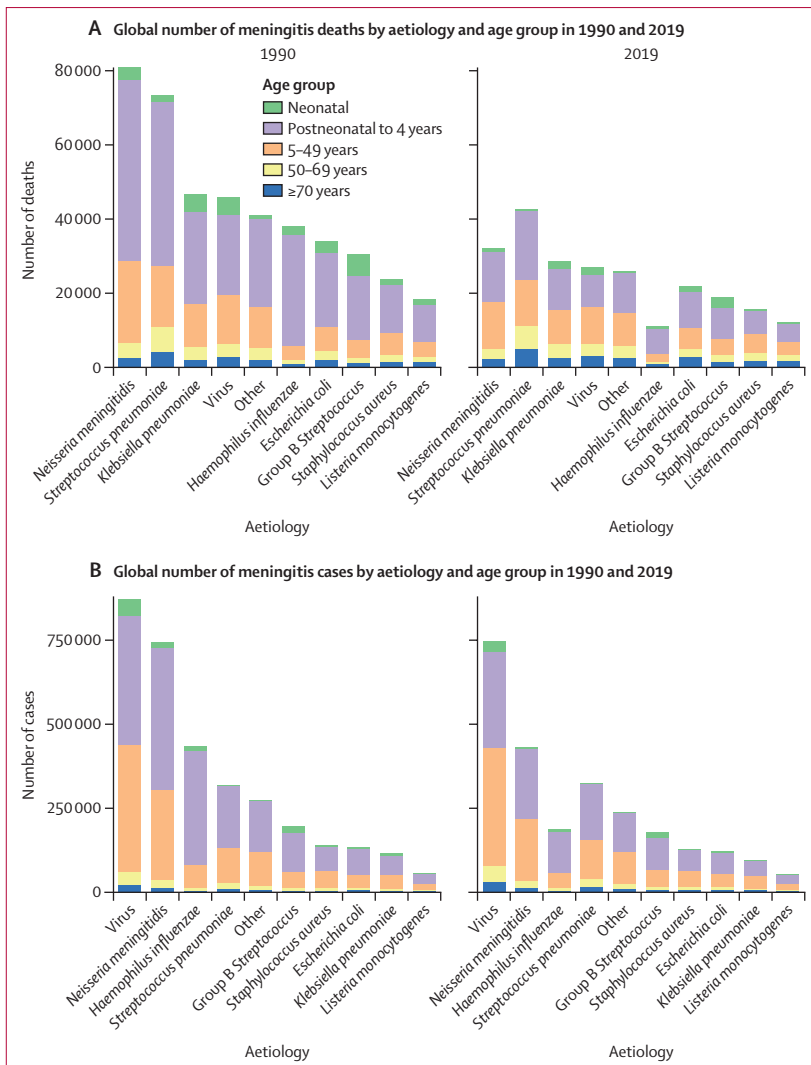 A Global number of meningitis deaths by aetiology and age group in 1990 and 2019
1990
2019
Age group
Neonatal
Postneonatal to 4 years
5–49 years
50–69 years
≥70 years
Number of deaths
80 000
60 000
40 000
20 000
0
Neisseria meningitidis
Streptococcus pneumoniae
Klebsiella pneumoniae
Virus
Other
Haemophilus influenzae
Escherichia coli
Group B Streptococcus
Staphylococcus aureus
Listeria monocytogenes
Aetiology
Neisseria meningitidis
Streptococcus pneumoniae
Klebsiella pneumoniae
Virus
Other
Haemophilus influenzae
Escherichia coli
Group B Streptococcus
Staphylococcus aureus
Listeria monocytogenes
Aetiology
B Global number of meningitis cases by aetiology and age group in 1990 and 2019
Number of cases
750 000
500 000
250 000
0
Virus
Neisseria meningitidis
Haemophilus influenzae
Streptococcus pneumoniae
Other
Group B Streptococcus
Staphylococcus aureus
Escherichia coli
Klebsiella pneumoniae
Listeria monocytogenes
Aetiology
Virus
Neisseria meningitidis
Haemophilus influenzae
Streptococcus pneumoniae
Other
Group B Streptococcus
Staphylococcus aureus
Escherichia coli
Klebsiella pneumoniae
Listeria monocytogenes
Aetiology